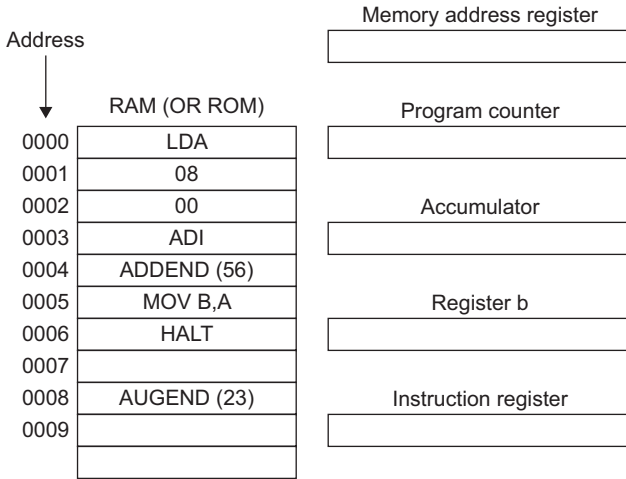 Memory address register
Address
RAM (OR ROM)
Program counter
0000 LDA
0001 08
0002 00
Accumulator
0003 ADI
0004 ADDEND (56)
0005 MOV B,A
Register b
0006 HALT
0007
0008 AUGEND (23)
Instruction register
0009